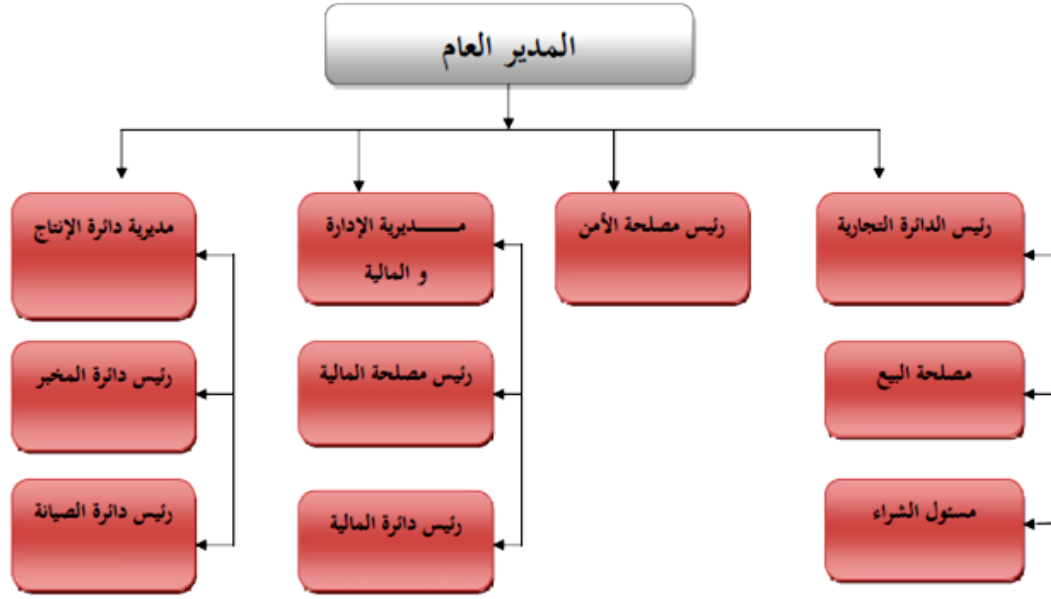 المدير العام
رئيس الدائرة التجارية
رئيس مصلحة الأمن
مـــــديرية الإدارة
و المالية
مديرية دائرة الإنتاج
مصلحة البيع
رئيس مصلحة المالية
رئيس دائرة المخبر
مسئول الشراء
رئيس دائرة المالية
رئيس دائرة الصيانة